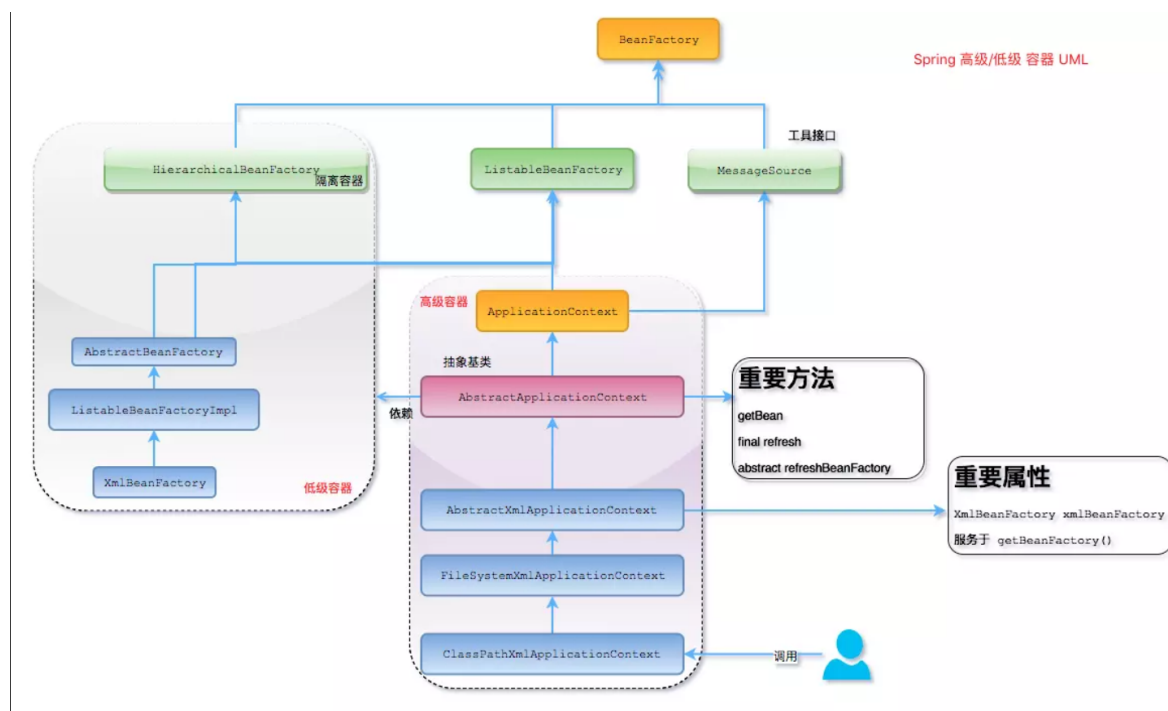 BeanFactory
Spring 高级/低级 容器 UML
工具接口
HierarchicalBeanFactory
隔离容器
ListableBeanFactory
MessageSource
高级容器
ApplicationContext
AbstractBeanFactory
抽象基类
重要方法
AbstractApplicationContext
ListableBeanFactoryImpl
依赖
getBean
final refresh
abstract refreshBeanFactory
XmlBeanFactory
低级容器
重要属性
AbstractXmlApplicationContext
XmlBeanFactory xmlBeanFactory
服务于 getBeanFactory()
FileSystemXmlApplicationContext
ClassPathXmlApplicationContext
调用